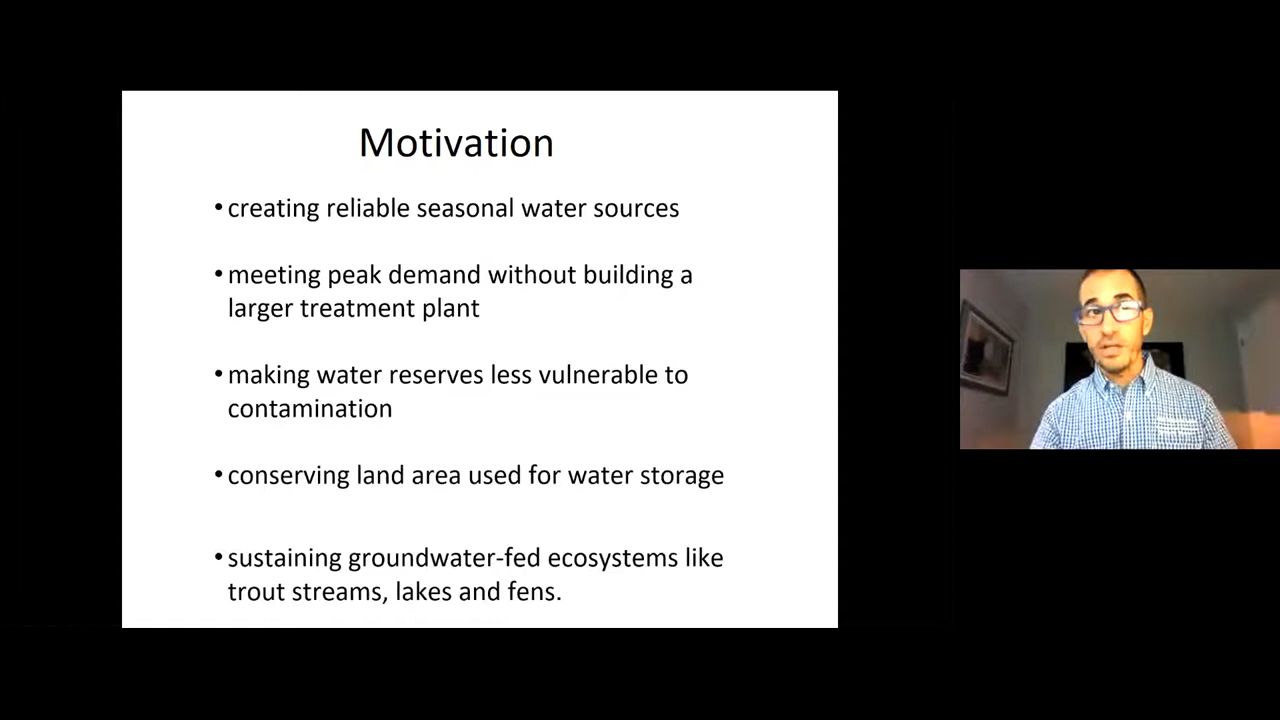 Motivation
• creating reliable seasonal water sources
• meeting peak demand without building a
larger treatment plant
• making water reserves less vulnerable to
contamination
• conserving land area used for water storage
• sustaining groundwater-fed ecosystems like
trout streams, lakes and fens.